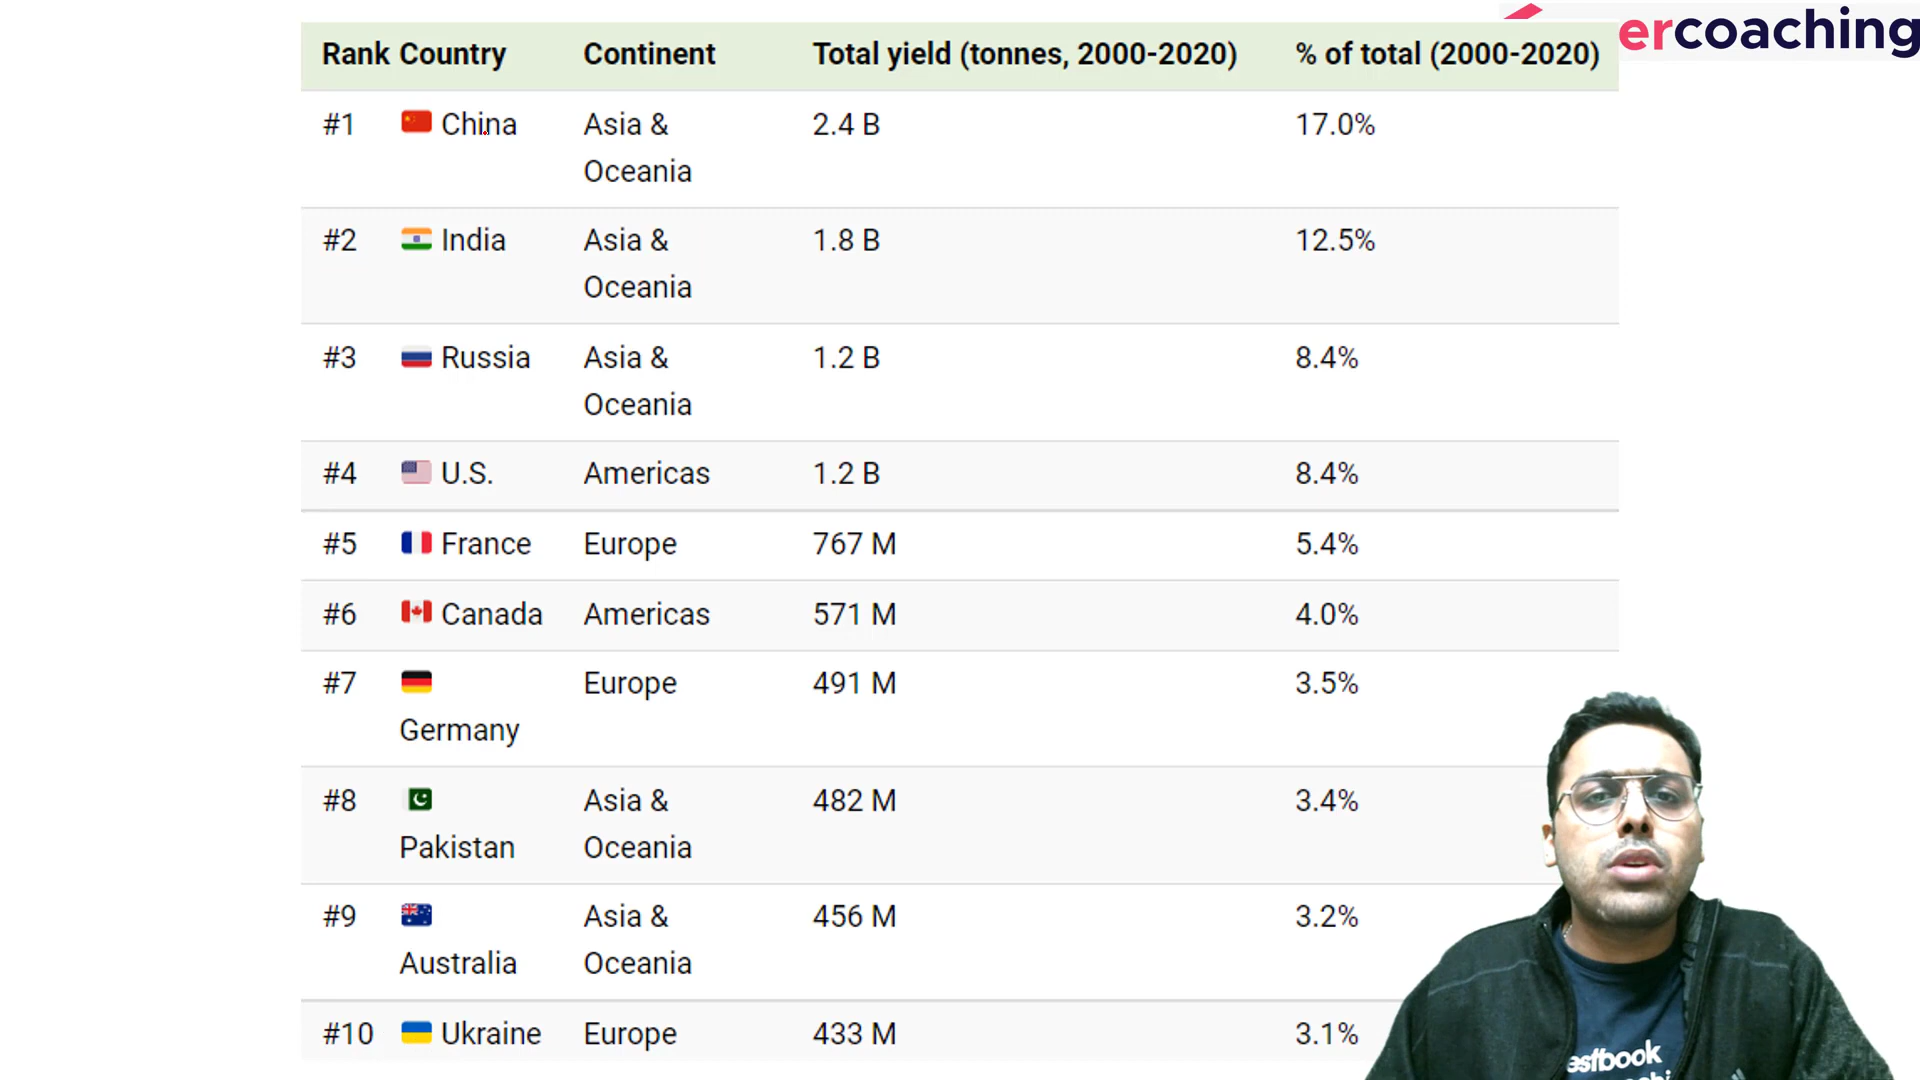 ercoaching
Rank Country Continent Total yield (tonnes, 2000-2020) % of total (2000-2020)
#1 China Asia & Oceania 2.4 B 17.0%
#2 India Asia & Oceania 1.8 B 12.5%
#3 Russia Asia & Oceania 1.2 B 8.4%
#4 U.S. Americas 1.2 B 8.4%
#5 France Europe 767 M 5.4%
#6 Canada Americas 571 M 4.0%
#7 Germany Europe 491 M 3.5%
#8 Pakistan Asia & Oceania 482 M 3.4%
#9 Australia Asia & Oceania 456 M 3.2%
#10 Ukraine Europe 433 M 3.1%
estbook